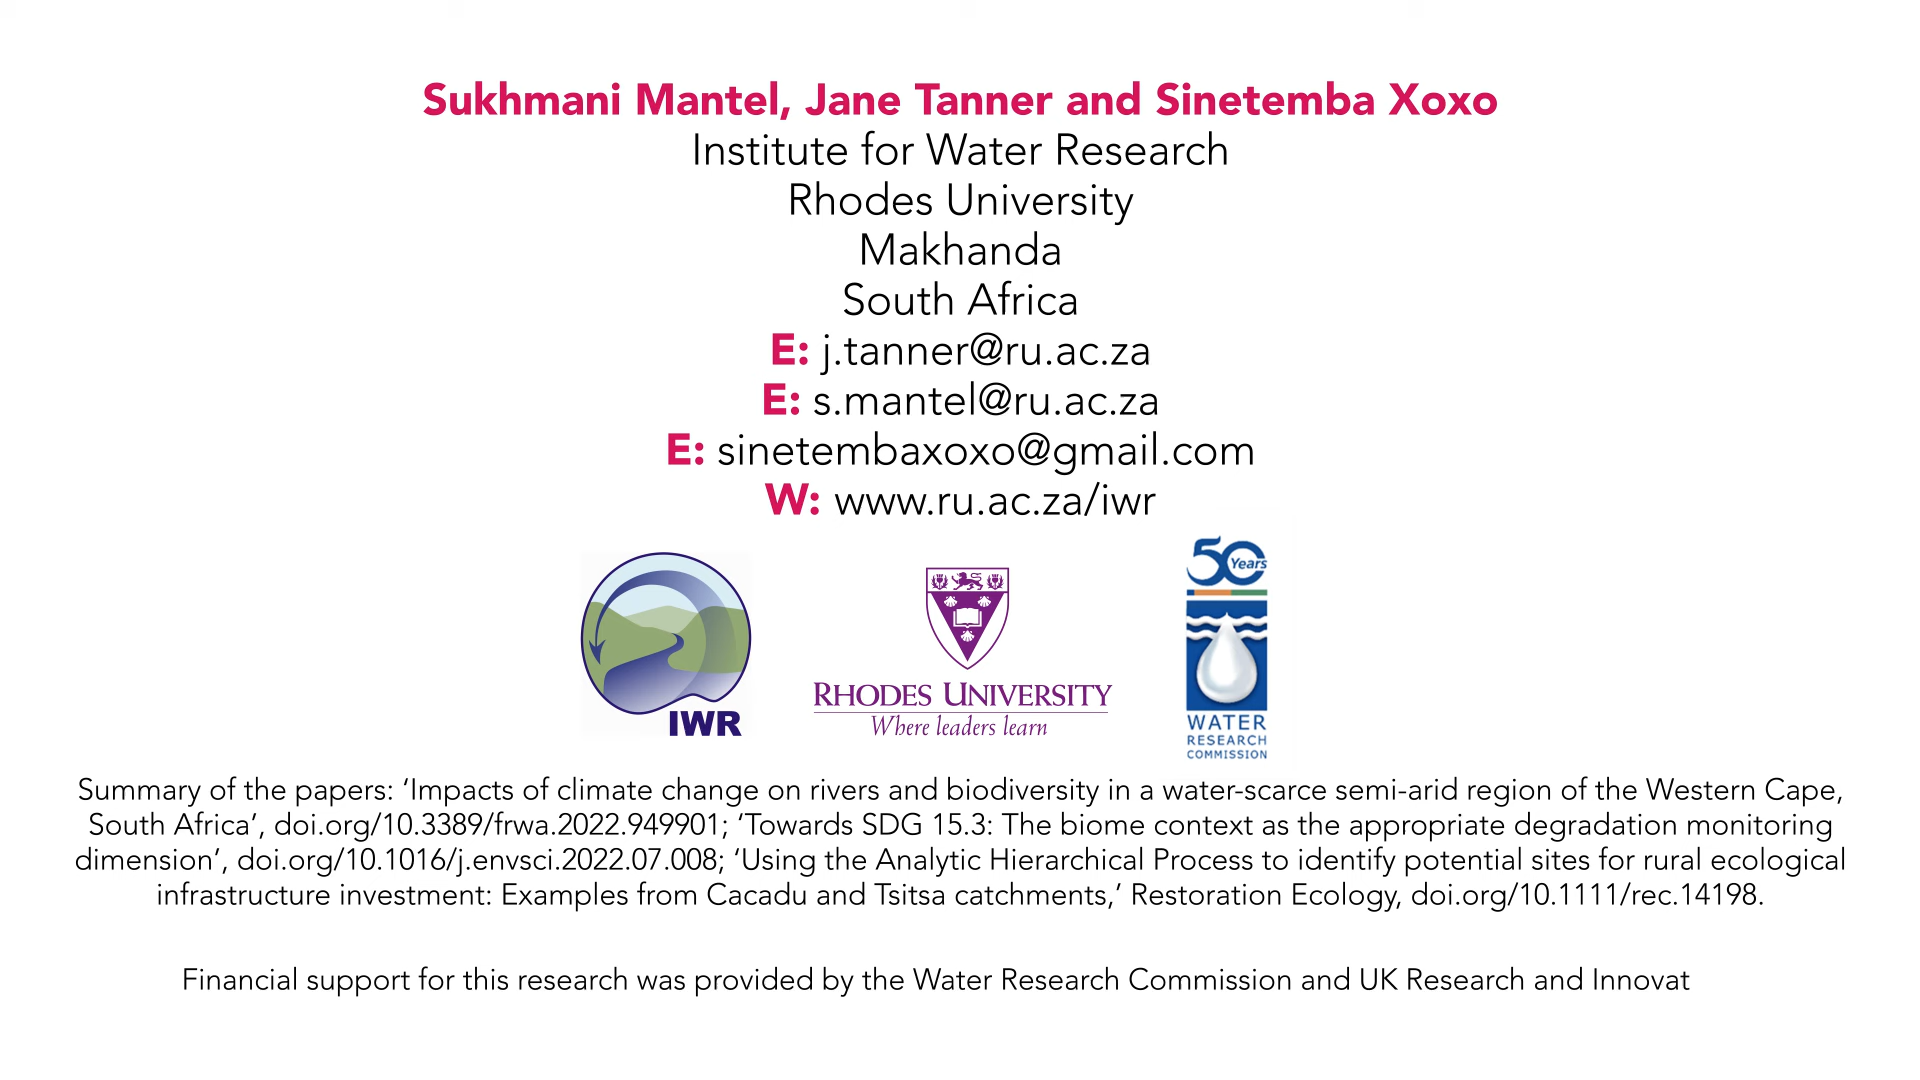 Sukhmani Mantel, Jane Tanner and Sinetemba Xoxo
Institute for Water Research
Rhodes University
Makhanda
South Africa
E: j.tanner@ru.ac.za
E: s.mantel@ru.ac.za
E: sinetembaxoxo@gmail.com
W: www.ru.ac.za/iwr
IWR
RHODES UNIVERSITY
Where leaders learn
50 Years
WATER
RESEARCH
COMMISSION
Summary of the papers: ‘Impacts of climate change on rivers and biodiversity in a water-scarce semi-arid region of the Western Cape,
South Africa’, doi.org/10.3389/frwa.2022.949901; ‘Towards SDG 15.3: The biome context as the appropriate degradation monitoring
dimension’, doi.org/10.1016/j.envsci.2022.07.008; ‘Using the Analytic Hierarchical Process to identify potential sites for rural ecological
infrastructure investment: Examples from Cacadu and Tsitsa catchments,’ Restoration Ecology, doi.org/10.1111/rec.14198.
Financial support for this research was provided by the Water Research Commission and UK Research and Innovat